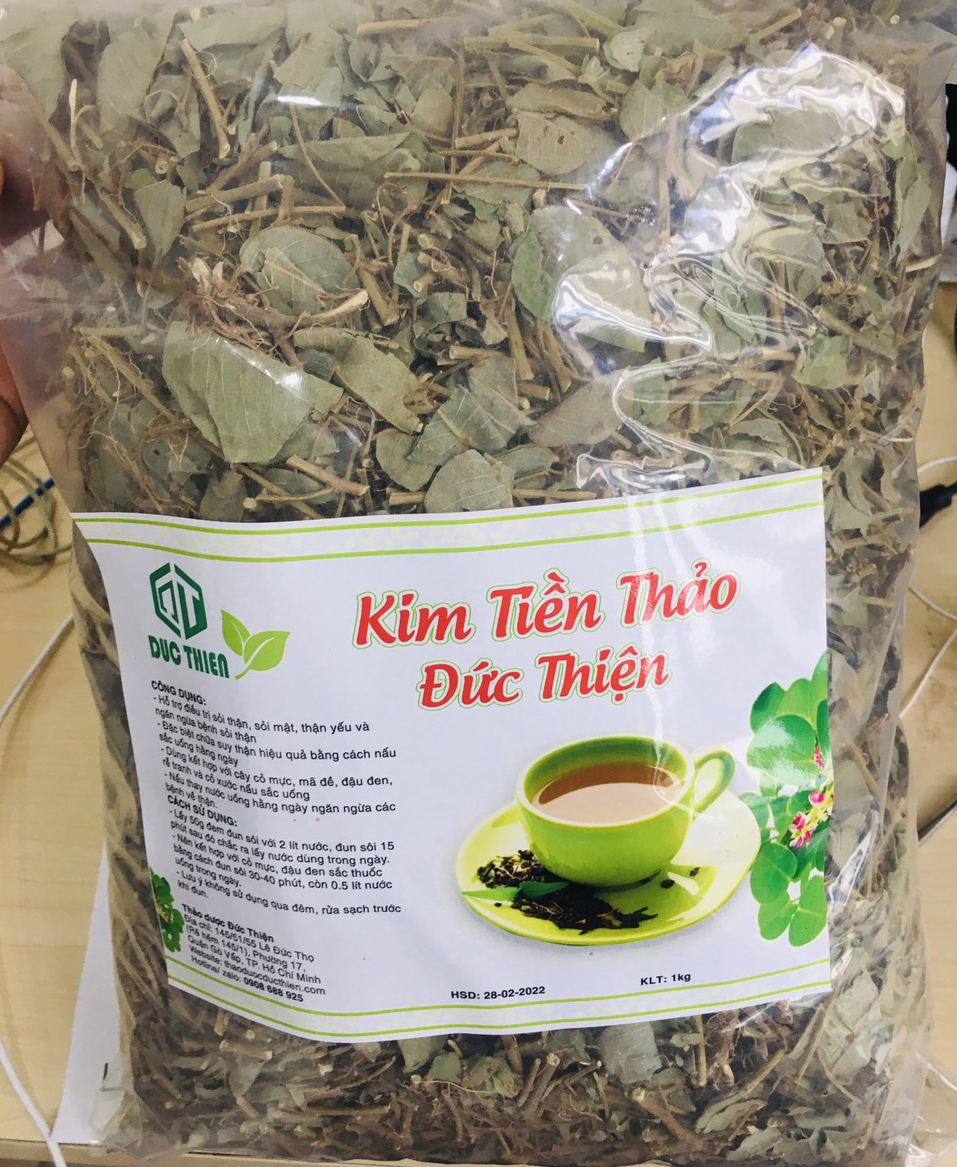 ĐUC THIEN
Kim Tiền Thảo
Đức Thiện
CÔNG DỤNG:
- Hỗ trợ điều trị sỏi thận, sỏi mật, thận yếu và
ngăn ngừa bệnh sỏi thận
- Đặc biệt chữa suy thận hiệu quả bằng cách nấu
sắc uống hằng ngày
- Dùng kết hợp với cây cỏ mực, mã đề, đậu đen,
rễ tranh và cỏ xước nấu sắc uống
- Nấu thay nước uống hằng ngày ngăn ngừa các
bệnh về thận.
CÁCH SỬ DỤNG:
- Lấy 50g đem đun sôi với 2 lít nước, đun sôi 15
phút sau đó chắc ra lấy nước dùng trong ngày.
- Nên kết hợp với cỏ mực, đậu đen sắc thuốc
bằng cách đun sôi 30-40 phút, còn 0.5 lít nước
uống trong ngày.
- Lưu ý không sử dụng qua đêm, rửa sạch trước
khi đun.
Thảo dược Đức Thiện
Địa chỉ: 145/51/55 Lê Đức Thọ
(Rẽ hẻm 145/1), Phường 17,
Quận Gò Vấp, TP. Hồ Chí Minh
Website: thaoduocducthien.com
Hotline/ zalo: 0908 688 925
HSD: 28-02-2022
KLT: 1kg